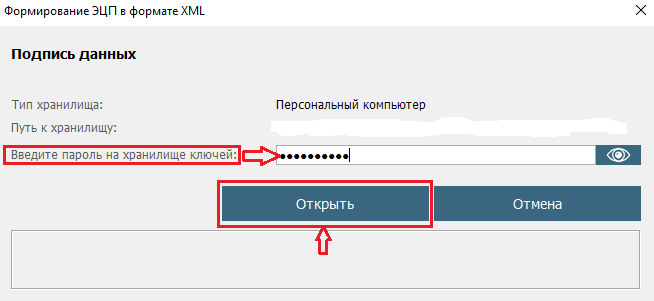 Формирование ЭЦП в формате XML
Подпись данных
Тип хранилища: Персональный компьютер
Путь к хранилищу:
Введите пароль на хранилище ключей: ●●●●●●●●●●
Открыть Отмена